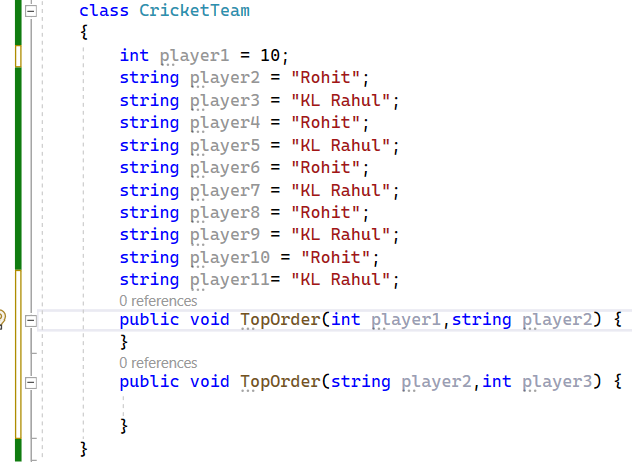 class CricketTeam
{
int player1 = 10;
string player2 = "Rohit";
string player3 = "KL Rahul";
string player4 = "Rohit";
string player5 = "KL Rahul";
string player6 = "Rohit";
string player7 = "KL Rahul";
string player8 = "Rohit";
string player9 = "KL Rahul";
string player10 = "Rohit";
string player11= "KL Rahul";
0 references
public void TopOrder(int player1,string player2) {
}
0 references
public void TopOrder(string player2,int player3) {
}
}